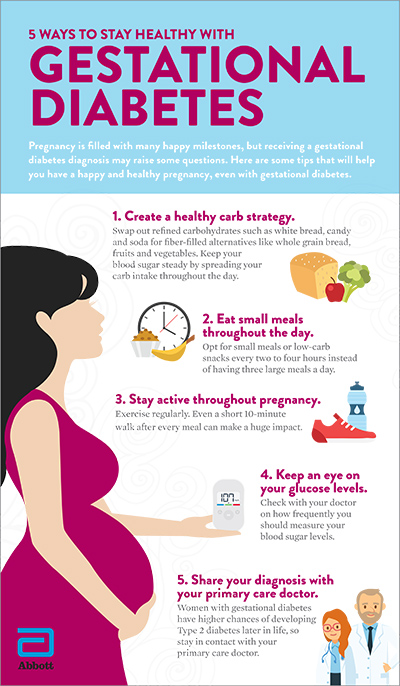 5 WAYS TO STAY HEALTHY WITH
GESTATIONAL
DIABETES
Pregnancy is filled with many happy milestones, but receiving a gestational
diabetes diagnosis may raise some questions. Here are some tips that will help
you have a happy and healthy pregnancy, even with gestational diabetes.
1. Create a healthy carb strategy.
Swap out refined carbohydrates such as white bread, candy
and soda for fiber-filled alternatives like whole grain bread,
fruits and vegetables. Keep your
blood sugar steady by spreading your
carb intake throughout the day.
2. Eat small meals
throughout the day.
Opt for small meals or low-carb
snacks every two to four hours instead
of having three large meals a day.
3. Stay active throughout pregnancy.
Exercise regularly. Even a short 10-minute
walk after every meal can make a huge impact.
4. Keep an eye on
your glucose levels.
Check with your doctor
on how frequently you
should measure your
blood sugar levels.
107
5. Share your diagnosis with
your primary care doctor.
Women with gestational diabetes
have higher chances of developing
Type 2 diabetes later in life, so
stay in contact with your
primary care doctor.
Abbott